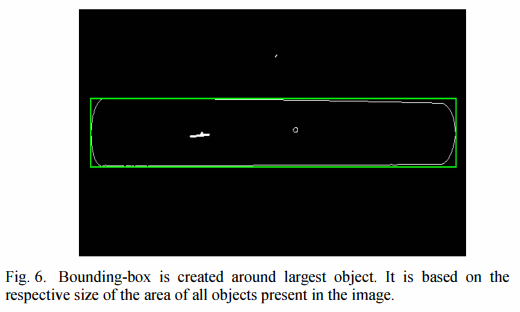 Fig. 6. Bounding-box is created around largest object. It is based on the
respective size of the area of all objects present in the image.